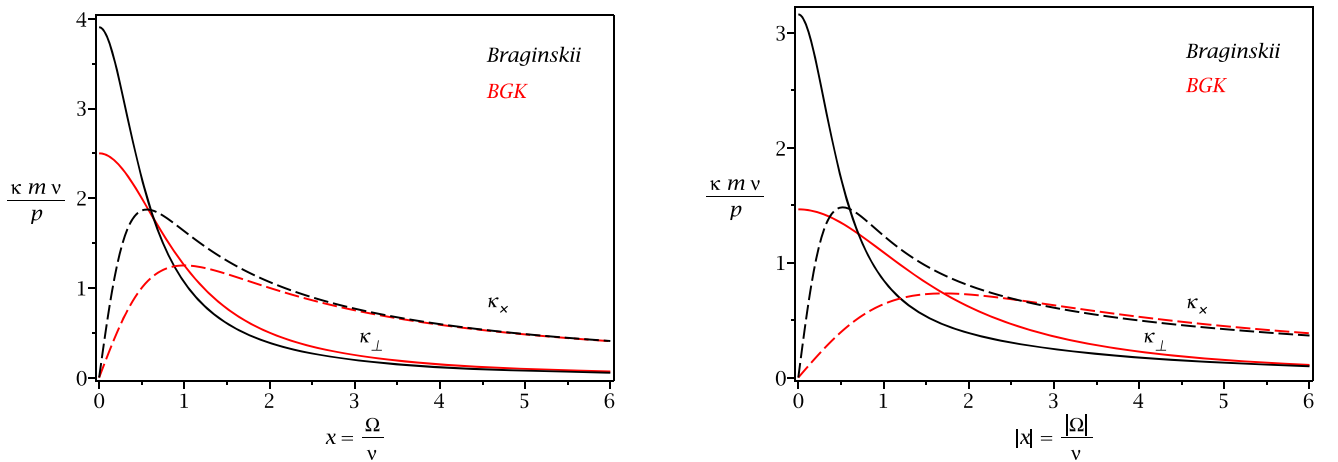 4
3
2
1
0
κ m ν
p
Braginskii
BGK
κ×
κ⊥
0 1 2 3 4 5 6
x = Ω
ν
3
2
1
0
κ m ν
p
Braginskii
BGK
κ×
κ⊥
0 1 2 3 4 5 6
|x| = |Ω|
ν